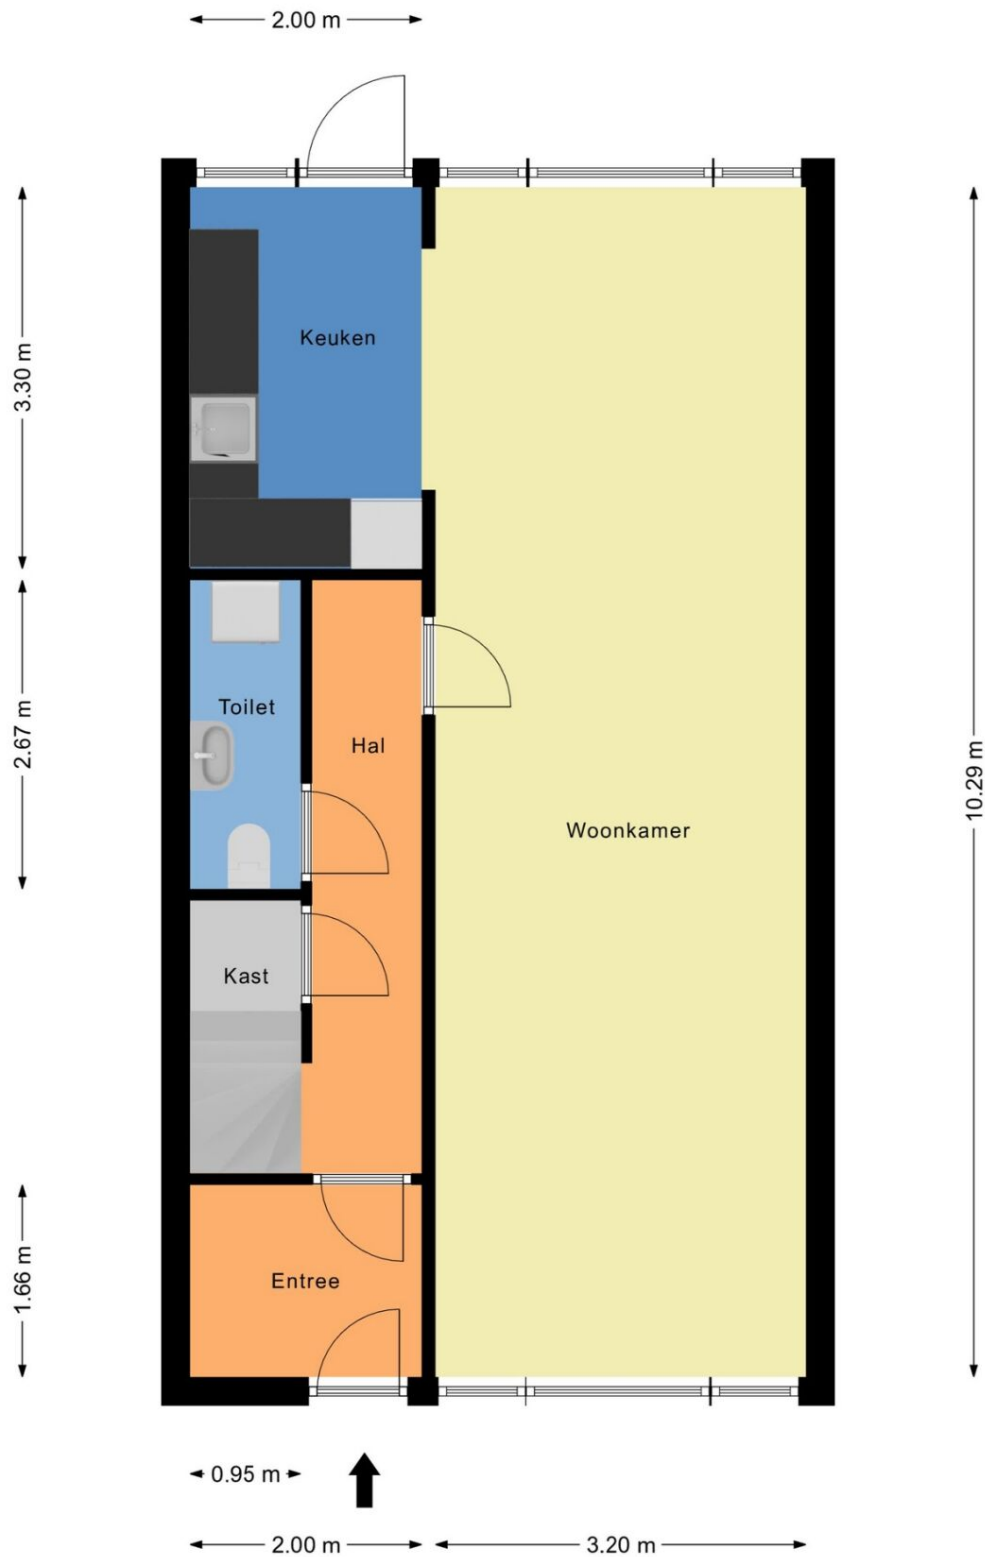 2.00 m
Keuken
3.30 m
Toilet
2.67 m
Hal
10.29 m
Woonkamer
Kast
Entree
1.66 m
0.95 m
2.00 m
3.20 m